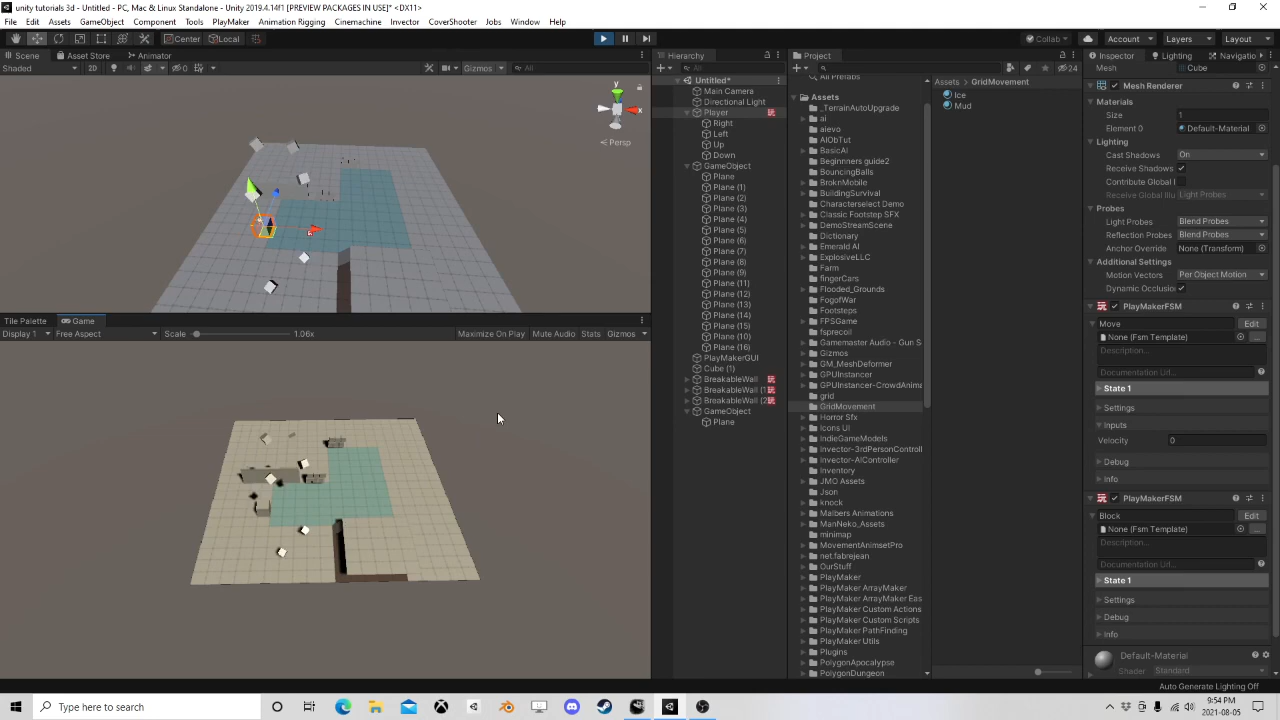 unity tutorials 3d - Untitled - PC, Mac & Linux Standalone - Unity 2019.4.14f1 [PREVIEW PACKAGES IN USE]* <DX11>
File Edit Assets GameObject Component Tools PlayMaker Animation Rigging Cinemachine Invector CoverShooter Jobs Window Help
Center Local Collab Account Layers Layout
Scene Asset Store Animator
Shaded 2D 0 Gizmos All
y
x
< Persp
Tile Palette Game
Display 1 Free Aspect Scale 1.06x Maximize On Play Mute Audio Stats Gizmos
Hierarchy
All
Untitled*
Main Camera
Directional Light
Player
Right
Left
Up
Down
GameObject
Plane
Plane (1)
Plane (2)
Plane (3)
Plane (4)
Plane (5)
Plane (6)
Plane (7)
Plane (8)
Plane (9)
Plane (11)
Plane (12)
Plane (13)
Plane (14)
Plane (15)
Plane (10)
Plane (16)
PlayMakerGUI
Cube (1)
BreakableWall
BreakableWall (1
BreakableWall (2
GameObject
Plane
Project
24
All Prefabs
Assets
_TerrainAutoUpgrade
ai
aievo
AIObTut
BasicAI
Beginnners guide2
BouncingBalls
BroknMobile
BuildingSurvival
Characterselect Demo
Classic Footstep SFX
DemoStreamScene
Dictionary
Emerald AI
ExplosiveLLC
Farm
fingerCars
Flooded_Grounds
FogofWar
Footsteps
FPSGame
fsprecoil
Gamemaster Audio - Gun S
Gizmos
GM_MeshDeformer
GPUInstancer
GPUInstancer-CrowdAnima
grid
GridMovement
Horror Sfx
Icons UI
IndieGameModels
Invector-3rdPersonControll
Invector-AIController
Inventory
JMO Assets
Json
knock
Malbers Animations
ManNeko_Assets
minimap
MovementAnimsetPro
net.fabrejean
OurStuff
PlayMaker
PlayMaker ArrayMaker
PlayMaker ArrayMaker Eas
PlayMaker Custom Actions
PlayMaker Custom Scripts
PlayMaker PathFinding
PlayMaker Utils
Plugins
PolygonApocalypse
PolygonDungeon
Assets > GridMovement
Ice
Mud
Inspector Lighting Navigatio
Mesh Cube
Mesh Renderer
Materials
Size 1
Element 0 Default-Material
Lighting
Cast Shadows On
Receive Shadows
Contribute Global I
Receive Global Illu Light Probes
Probes
Light Probes Blend Probes
Reflection Probes Blend Probes
Anchor Override None (Transform)
Additional Settings
Motion Vectors Per Object Motion
Dynamic Occlusion
PlayMakerFSM
Move Edit
None (Fsm Template) ...
Description...
Documentation Url...
State 1
Settings
Inputs
Velocity 0
Debug
Info
PlayMakerFSM
Block Edit
None (Fsm Template) ...
Description...
Documentation Url...
State 1
Settings
Debug
Info
Default-Material
Shader Standard
Auto Generate Lighting Off
Type here to search
9:54 PM
2021-08-05